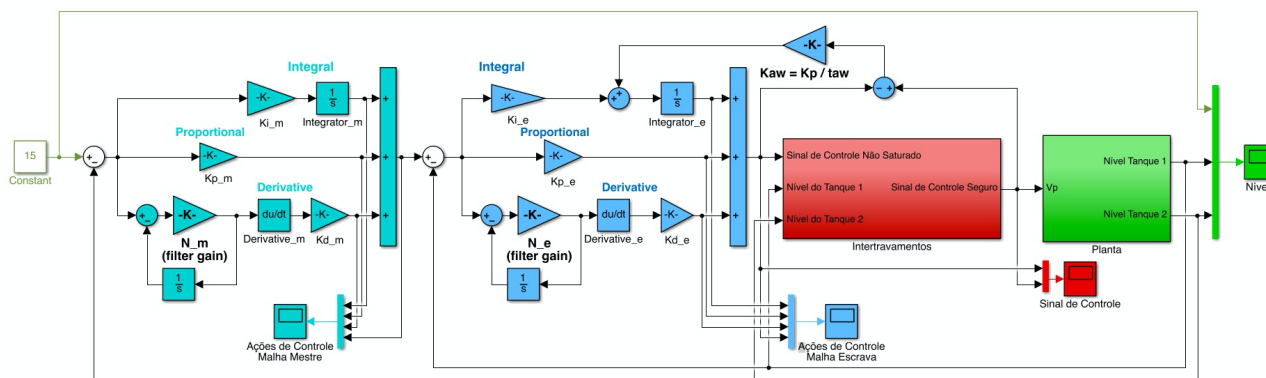 Integral
-K-
Ki_m
1
s
Integrator_m
+
Proportional
-K-
Kp_m
+
15
Constant
+
−
Derivative
+
−
-K-
N_m
(filter gain)
du/dt
Derivative_m
-K-
Kd_m
+
1
s
Ações de Controle
Malha Mestre
+
−
Integral
-K-
Ki_e
+
+
1
s
Integrator_e
+
-K-
Kaw = Kp / taw
−
+
Proportional
-K-
Kp_e
+
Derivative
+
−
-K-
N_e
(filter gain)
du/dt
Derivative_e
-K-
Kd_e
+
1
s
Ações de Controle
Malha Escrava
Sinal de Controle Não Saturado
Nível do Tanque 1
Sinal de Controle Seguro
Nível do Tanque 2
Intertravamentos
Vp
Nível Tanque 1
Nível Tanque 2
Planta
Sinal de Controle